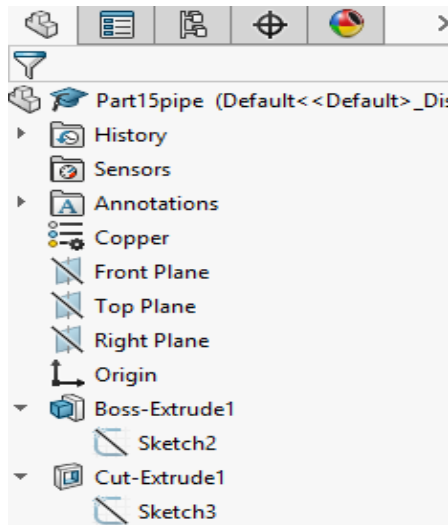 Part15pipe (Default<<Default>_Dis
History
Sensors
A Annotations
Copper
Front Plane
Top Plane
Right Plane
Origin
Boss-Extrude1
Sketch2
Cut-Extrude1
Sketch3